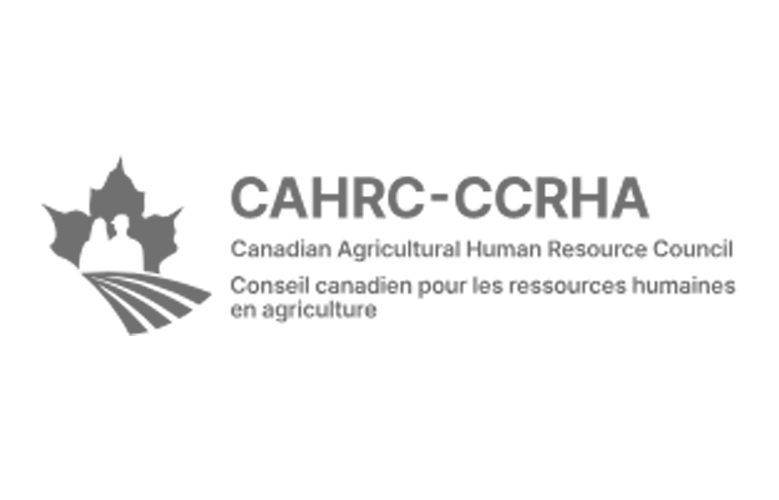 CAHRC-CCRHA
Canadian Agricultural Human Resource Council
Conseil canadien pour les ressources humaines
en agriculture